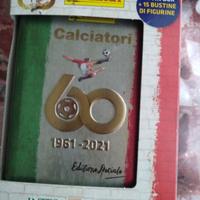 + 15 BUSTINE
DI FIGURINE
Calciatori
60
1961-2021
Edizione Speciale